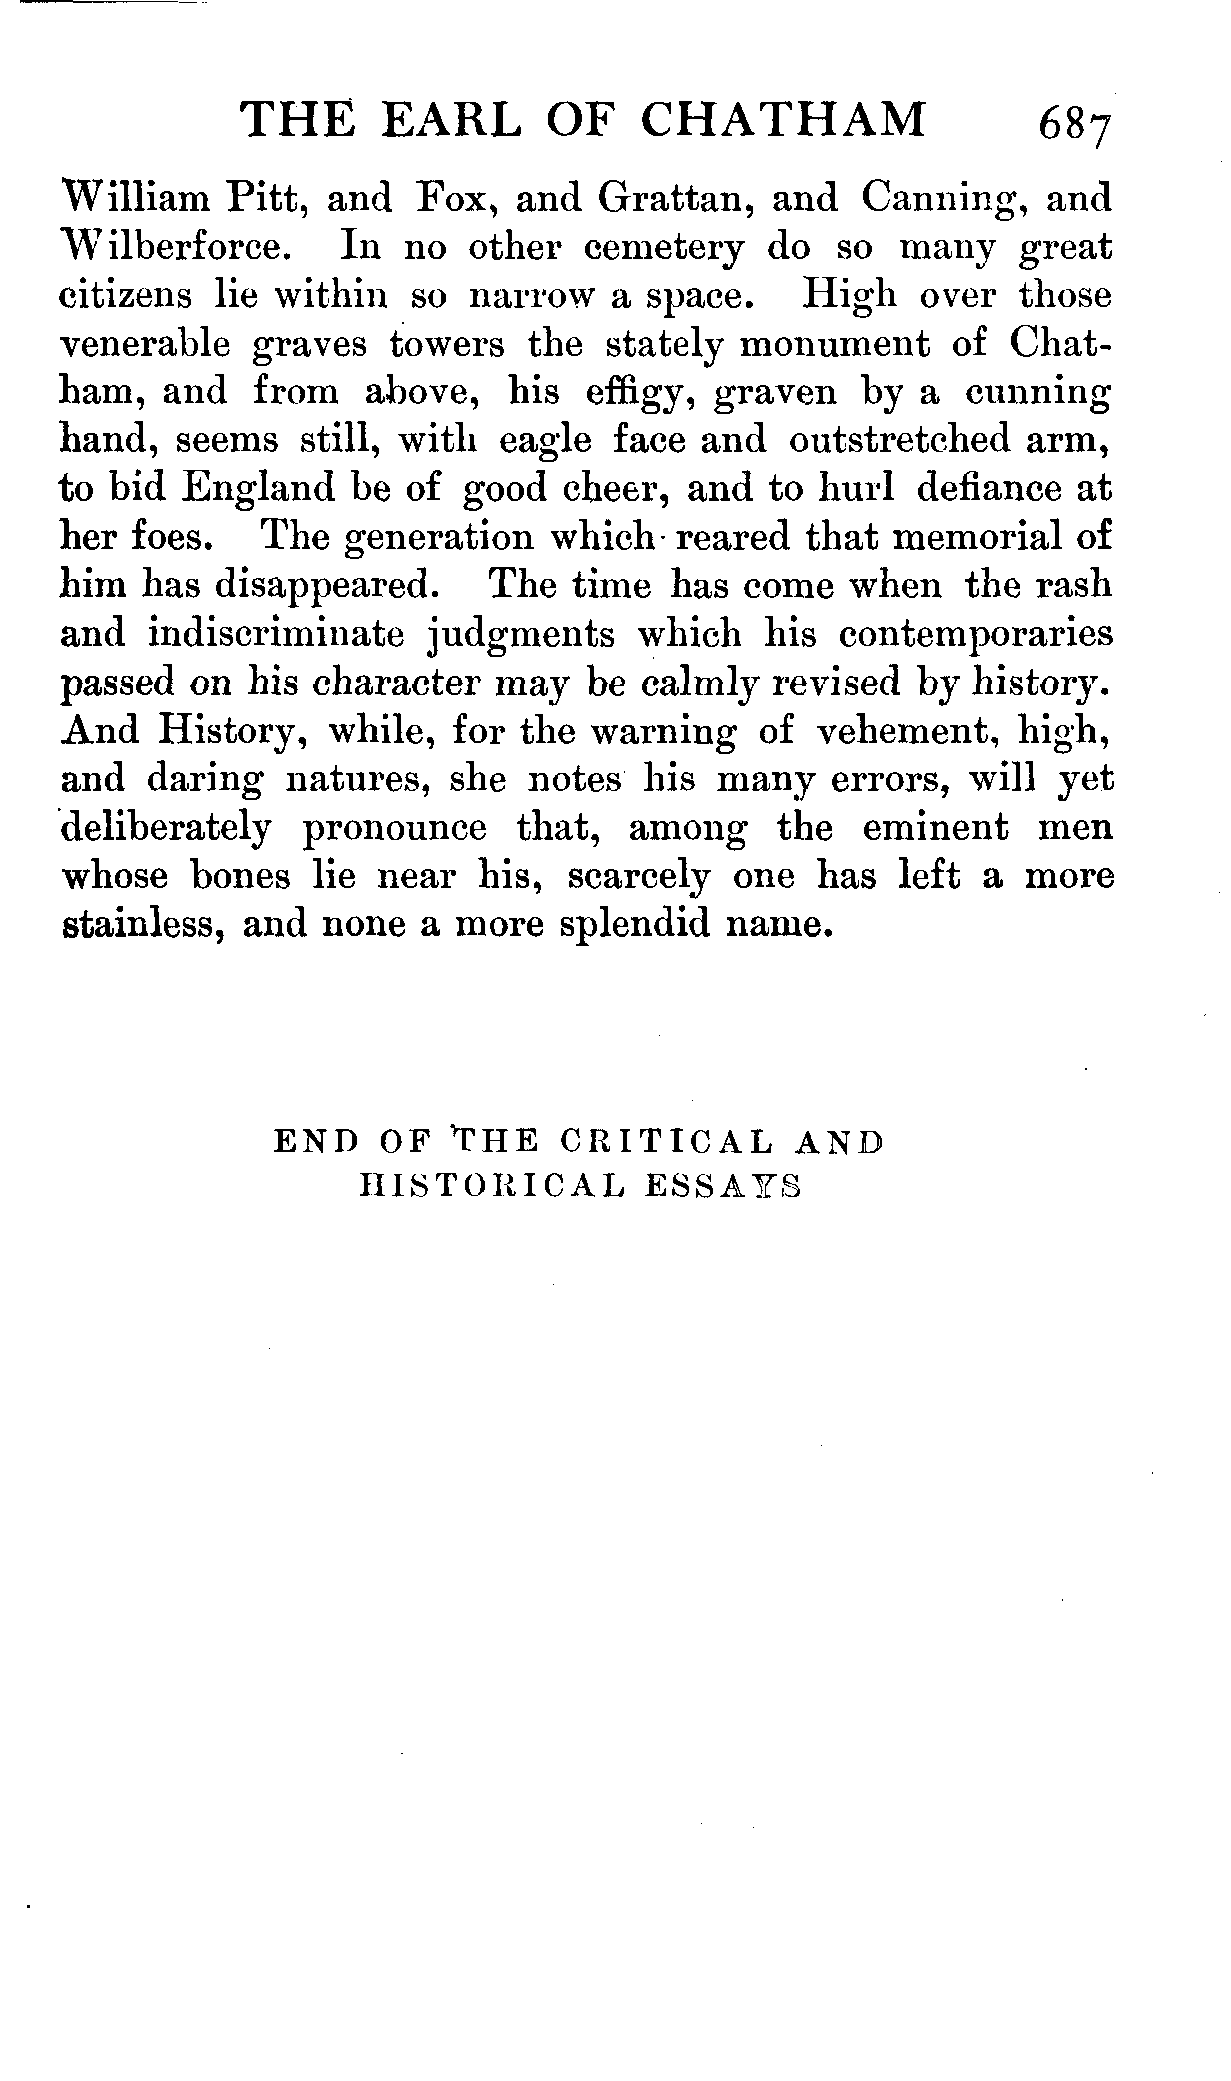 THE EARL OF CHATHAM 687
William Pitt, and Fox, and Grattan, and Canning, and
Wilberforce. In no other cemetery do so many great
citizens lie within so narrow a space. High over those
venerable graves towers the stately monument of Chat-
ham, and from above, his effigy, graven by a cunning
hand, seems still, with eagle face and outstretched arm,
to bid England be of good cheer, and to hurl defiance at
her foes. The generation which reared that memorial of
him has disappeared. The time has come when the rash
and indiscriminate judgments which his contemporaries
passed on his character may be calmly revised by history.
And History, while, for the warning of vehement, high,
and daring natures, she notes his many errors, will yet
deliberately pronounce that, among the eminent men
whose bones lie near his, scarcely one has left a more
stainless, and none a more splendid name.
END OF THE CRITICAL AND
HISTORICAL ESSAYS